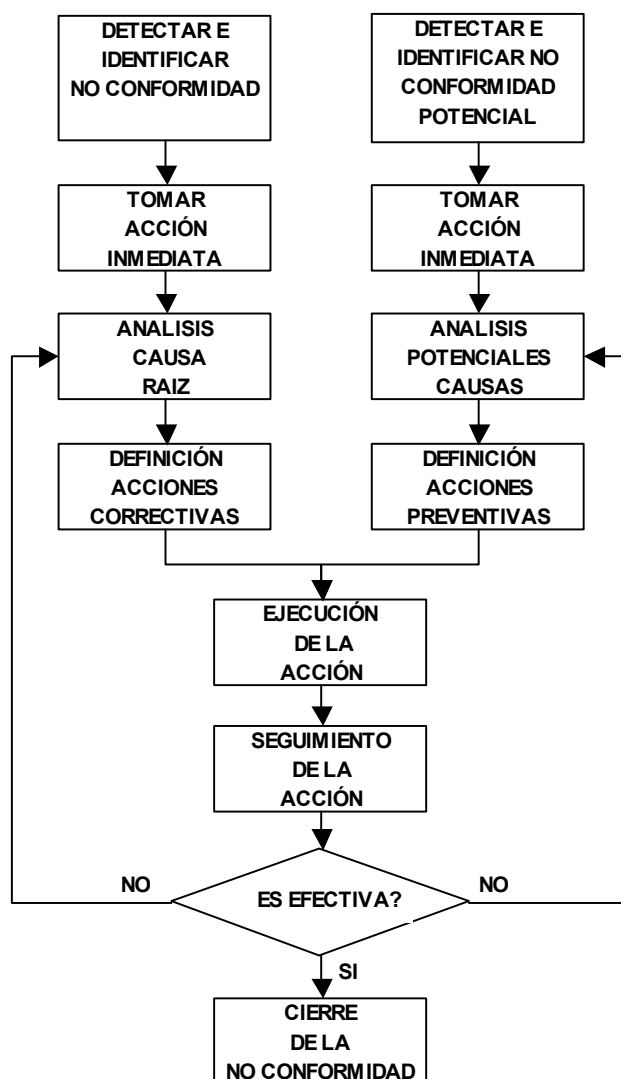 DETECTAR E
IDENTIFICAR
NO CONFORMIDAD
DETECTAR E
IDENTIFICAR NO
CONFORMIDAD
POTENCIAL
TOMAR
ACCIÓN
INMEDIATA
TOMAR
ACCIÓN
INMEDIATA
ANALISIS
CAUSA
RAIZ
ANALISIS
POTENCIALES
CAUSAS
DEFINICIÓN
ACCIONES
CORRECTIVAS
DEFINICIÓN
ACCIONES
PREVENTIVAS
EJECUCIÓN
DE LA
ACCIÓN
SEGUIMIENTO
DE LA
ACCIÓN
NO
ES EFECTIVA?
NO
SI
CIERRE
DE LA
NO CONFORMIDAD